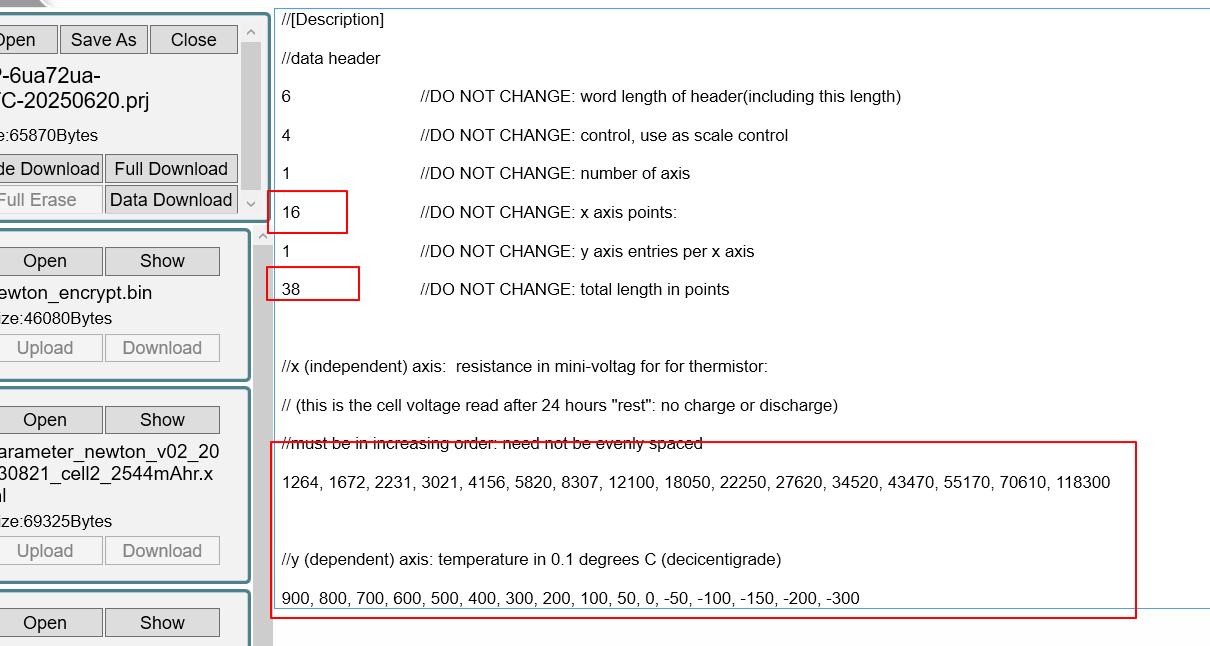 Open Save As Close
P-6ua72ua-
TC-20250620.prj
e:65870Bytes
de Download Full Download
Full Erase Data Download
Open Show
ewton_encrypt.bin
ize:46080Bytes
Upload Download
Open Show
arameter_newton_v02_20
30821_cell2_2544mAhr.x
ml
ize:69325Bytes
Upload Download
Open Show
//[Description]
//data header
6 //DO NOT CHANGE: word length of header(including this length)
4 //DO NOT CHANGE: control, use as scale control
1 //DO NOT CHANGE: number of axis
16 //DO NOT CHANGE: x axis points:
1 //DO NOT CHANGE: y axis entries per x axis
38 //DO NOT CHANGE: total length in points
//x (independent) axis:  resistance in mini-voltag for for thermistor:
// (this is the cell voltage read after 24 hours "rest": no charge or discharge)
//must be in increasing order: need not be evenly spaced
1264, 1672, 2231, 3021, 4156, 5820, 8307, 12100, 18050, 22250, 27620, 34520, 43470, 55170, 70610, 118300
//y (dependent) axis: temperature in 0.1 degrees C (decicentigrade)
900, 800, 700, 600, 500, 400, 300, 200, 100, 50, 0, -50, -100, -150, -200, -300